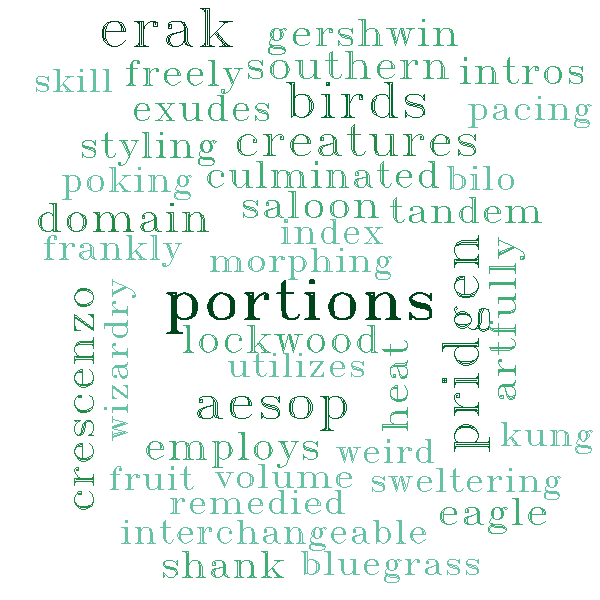 erak gershwin
skill freely southern intros
exudes birds pacing
styling creatures
poking culminated bilo
domain saloon tandem
frankly index
morphing
portions
pridgen
artfully
crescenzo
wizardry
lockwood
heat
utilizes
aesop
employs weird kung
fruit volume sweltering
remedied eagle
interchangeable
shank bluegrass